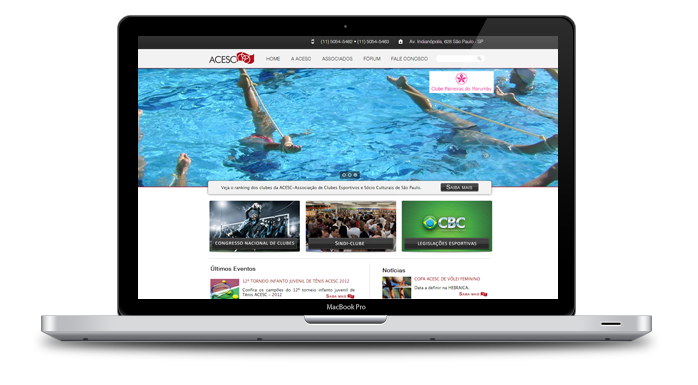 (11) 5054-5462 • (11) 5054-5463 Av. Indianópolis, 628 São Paulo - SP
ACESC HOME A ACESC ASSOCIADOS FÓRUM FALE CONOSCO
Clube Paineiras do Morumby
Veja o ranking dos clubes da ACESC-Associação de Clubes Esportivos e Sócio Culturais de São Paulo. SAIBA MAIS
CONGRESSO NACIONAL DE CLUBES SINDI-CLUBE CBC LEGISLAÇÕES ESPORTIVAS
Últimos Eventos
12º TORNEIO INFANTO JUVENIL DE TÊNIS ACESC 2012
Confira os campões do 12º torneio infanto juvenil de
Tênis ACESC - 2012
SAIBA MAIS
Notícias
COPA ACESC DE VÔLEI FEMININO
Data a definir na HEBRAICA.
SAIBA MAIS
MacBook Pro